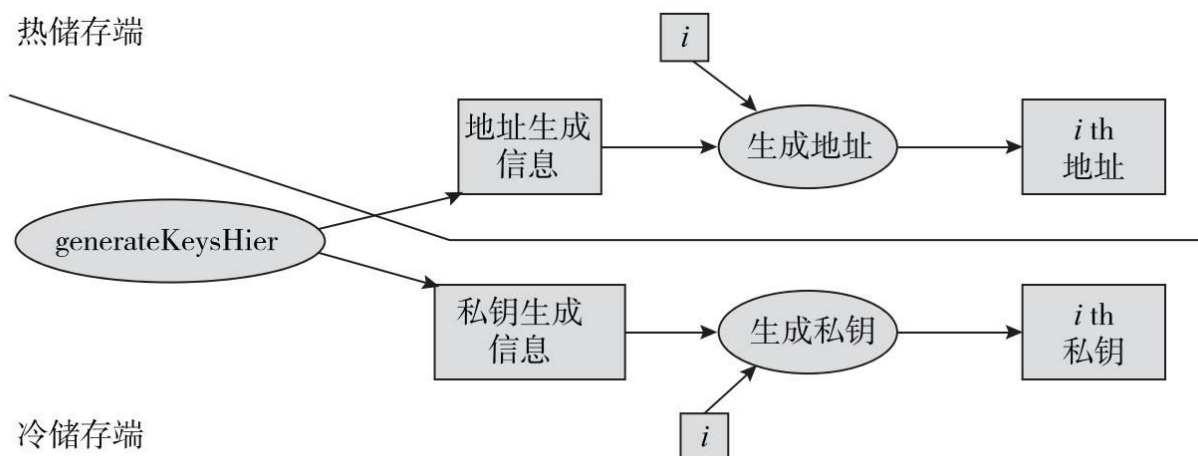 热储存端
i
地址生成
信息
生成地址
i th
地址
generateKeysHier
私钥生成
信息
生成私钥
i th
私钥
i
冷储存端